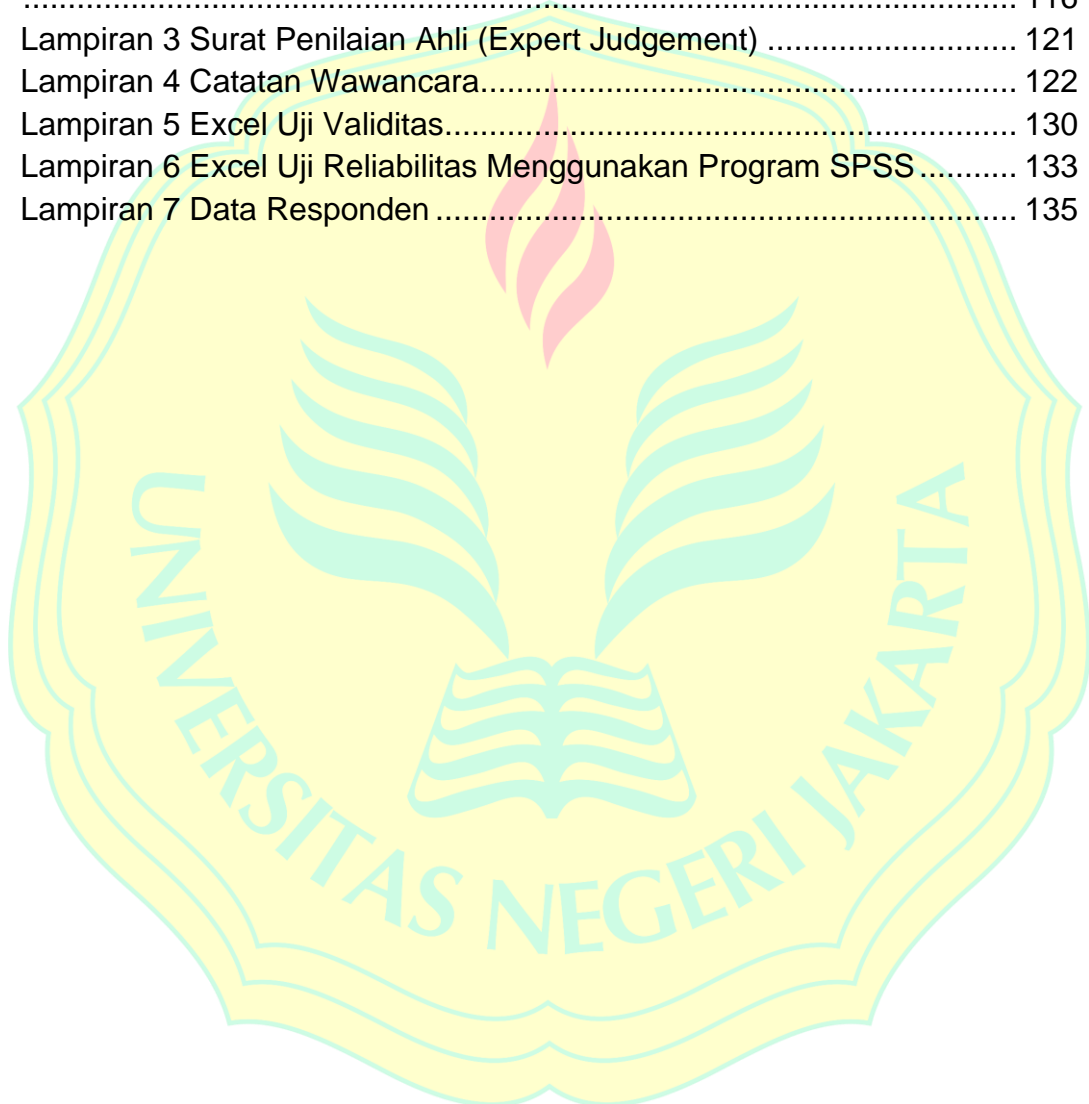 Lampiran 3 Surat Penilaian Ahli (Expert Judgement) ............................ 121
Lampiran 4 Catatan Wawancara........................................................... 122
Lampiran 5 Excel Uji Validitas............................................................... 130
Lampiran 6 Excel Uji Reliabilitas Menggunakan Program SPSS........... 133
Lampiran 7 Data Responden ................................................................ 135
UNIVERSITAS NEGERI JAKARTA